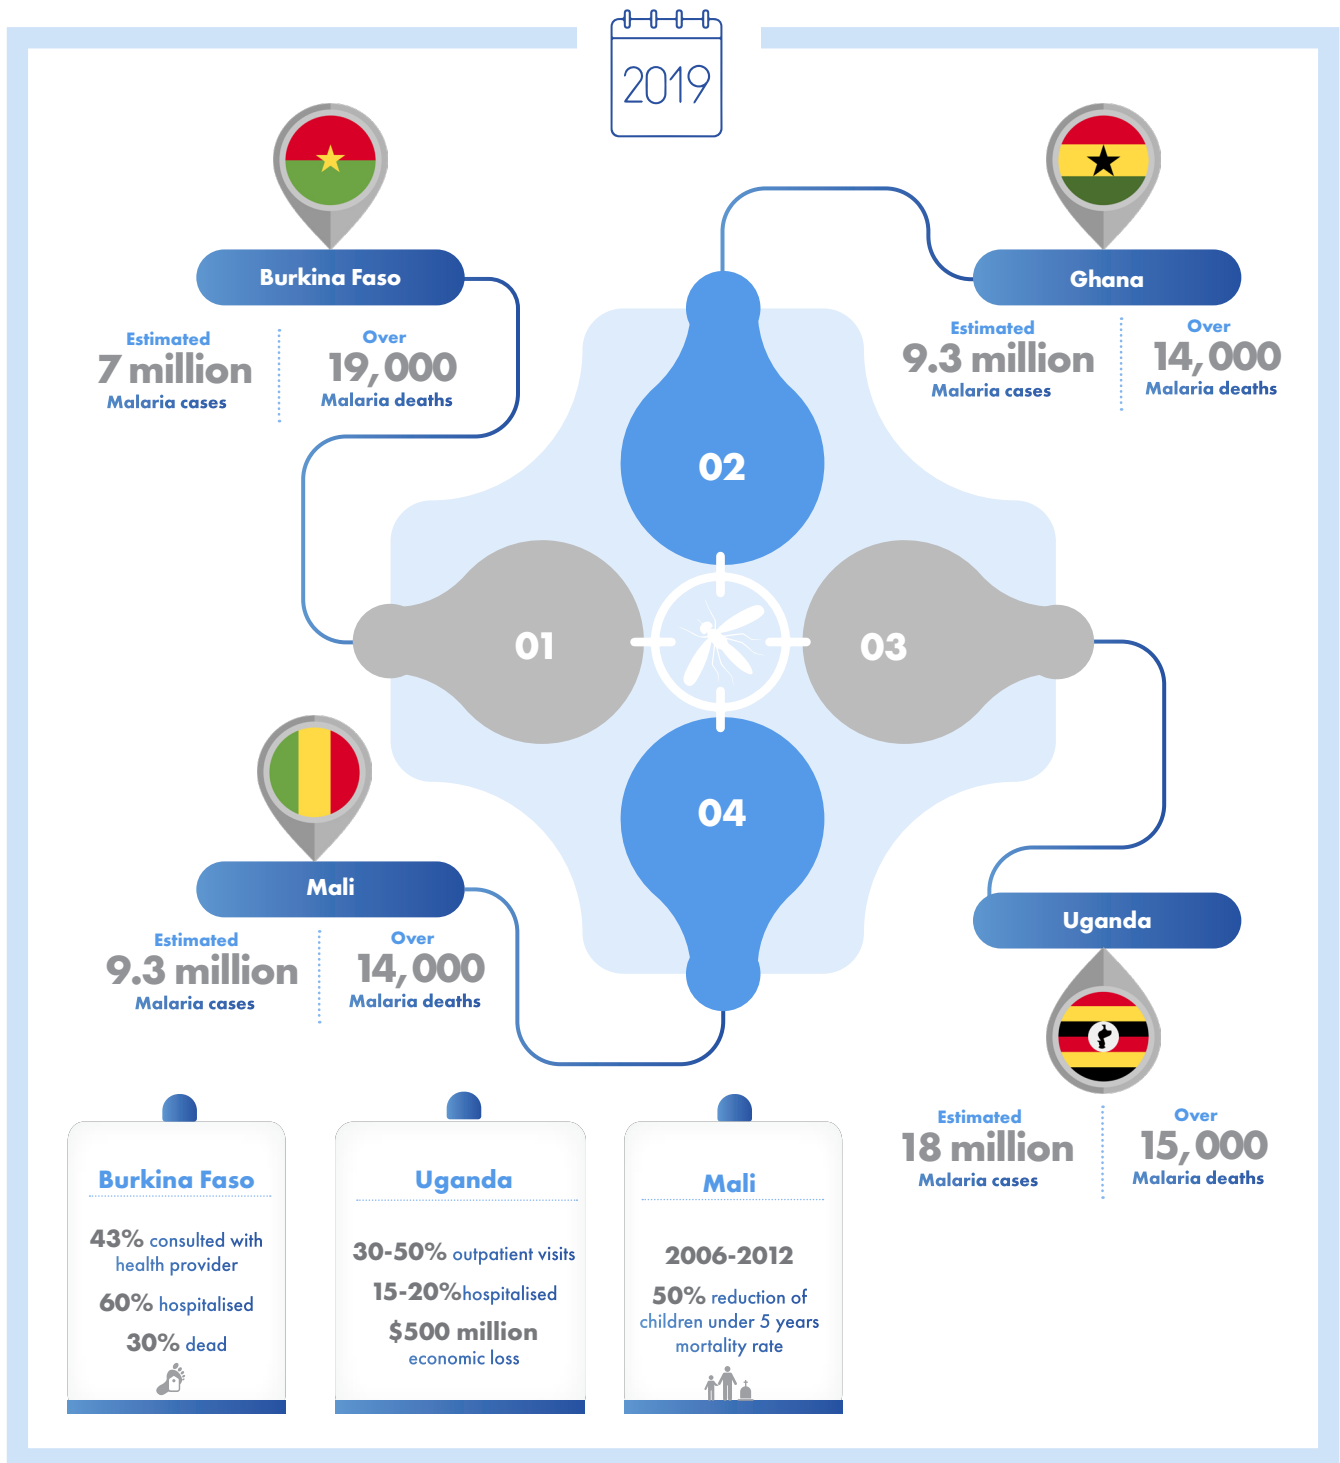 2019
Burkina Faso
Estimated
7 million
Malaria cases
Over
19,000
Malaria deaths
Ghana
Estimated
9.3 million
Malaria cases
Over
14,000
Malaria deaths
02
01
03
04
Mali
Estimated
9.3 million
Malaria cases
Over
14,000
Malaria deaths
Uganda
Estimated
18 million
Malaria cases
Over
15,000
Malaria deaths
Burkina Faso
43% consulted with
health provider
60% hospitalised
30% dead
Uganda
30-50% outpatient visits
15-20%hospitalised
$500 million
economic loss
Mali
2006-2012
50% reduction of
children under 5 years
mortality rate